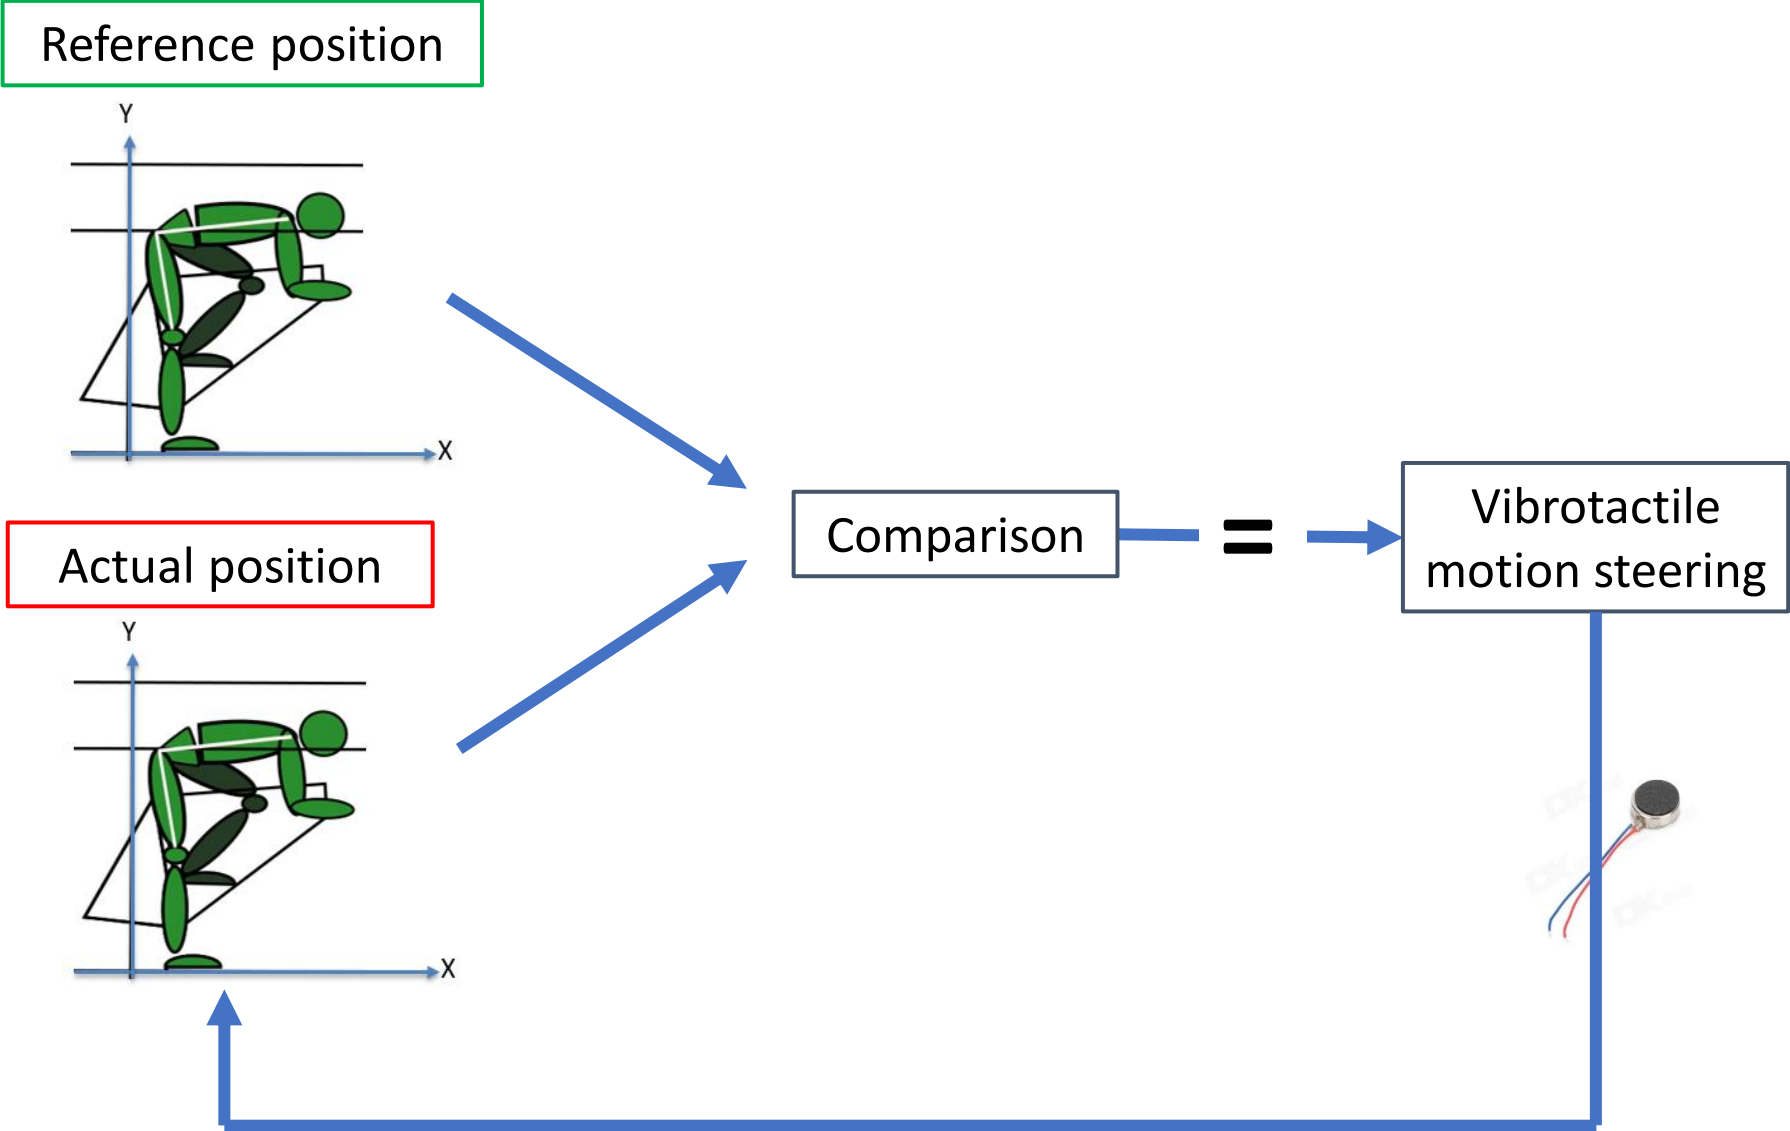 Reference position
Y
X
Actual position
Y
X
Comparison
=
Vibrotactile
motion steering